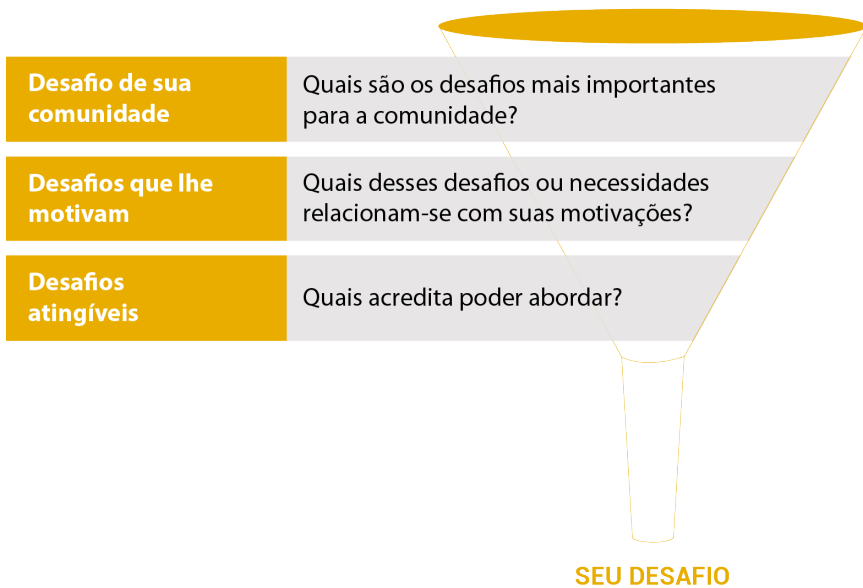 Desafio de sua
comunidade
Quais são os desafios mais importantes
para a comunidade?
Desafios que lhe
motivam
Quais desses desafios ou necessidades
relacionam-se com suas motivações?
Desafios
atingíveis
Quais acredita poder abordar?
SEU DESAFIO